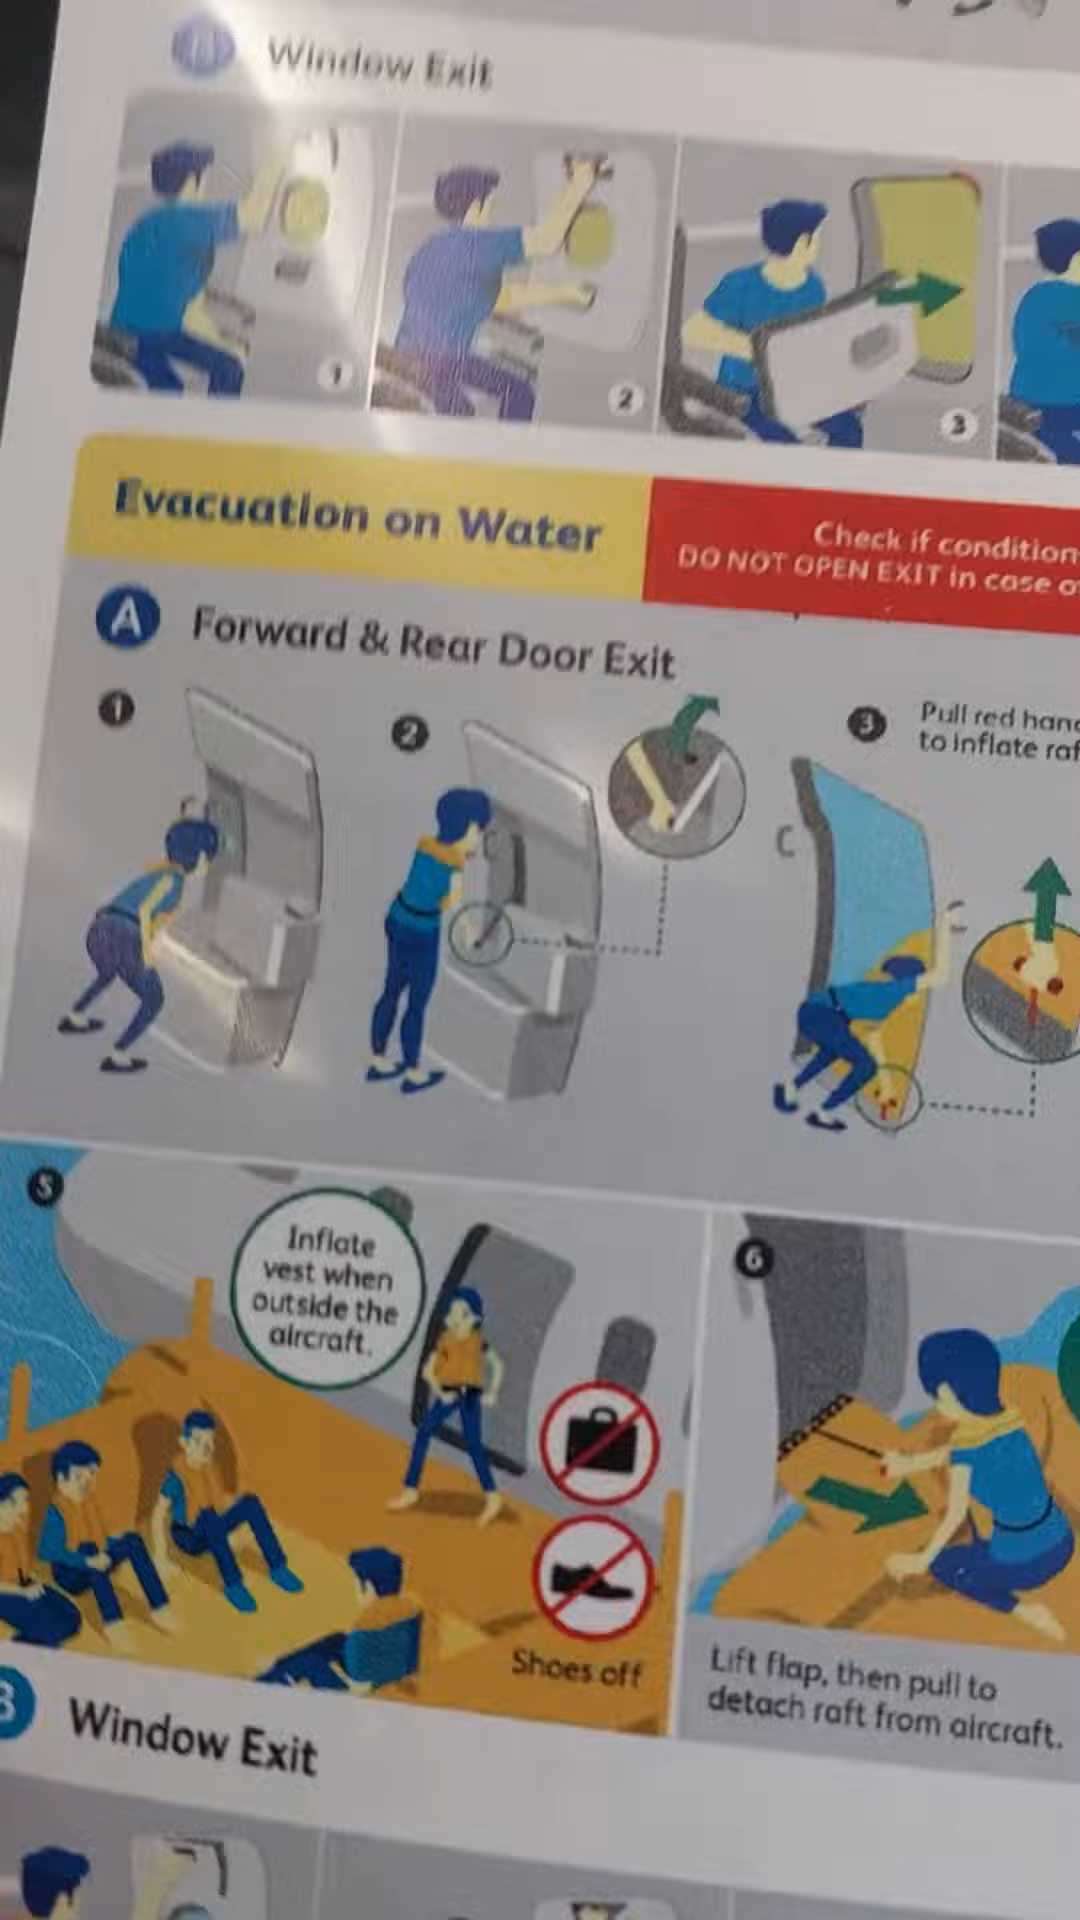 B Window Exit
1
2
3
Evacuation on Water
Check if condition
DO NOT OPEN EXIT in case o
A Forward & Rear Door Exit
1
2
3
Pull red hand
to inflate raf
5
Inflate
vest when
outside the
aircraft.
Shoes off
6
Lift flap, then pull to
detach raft from aircraft.
B Window Exit